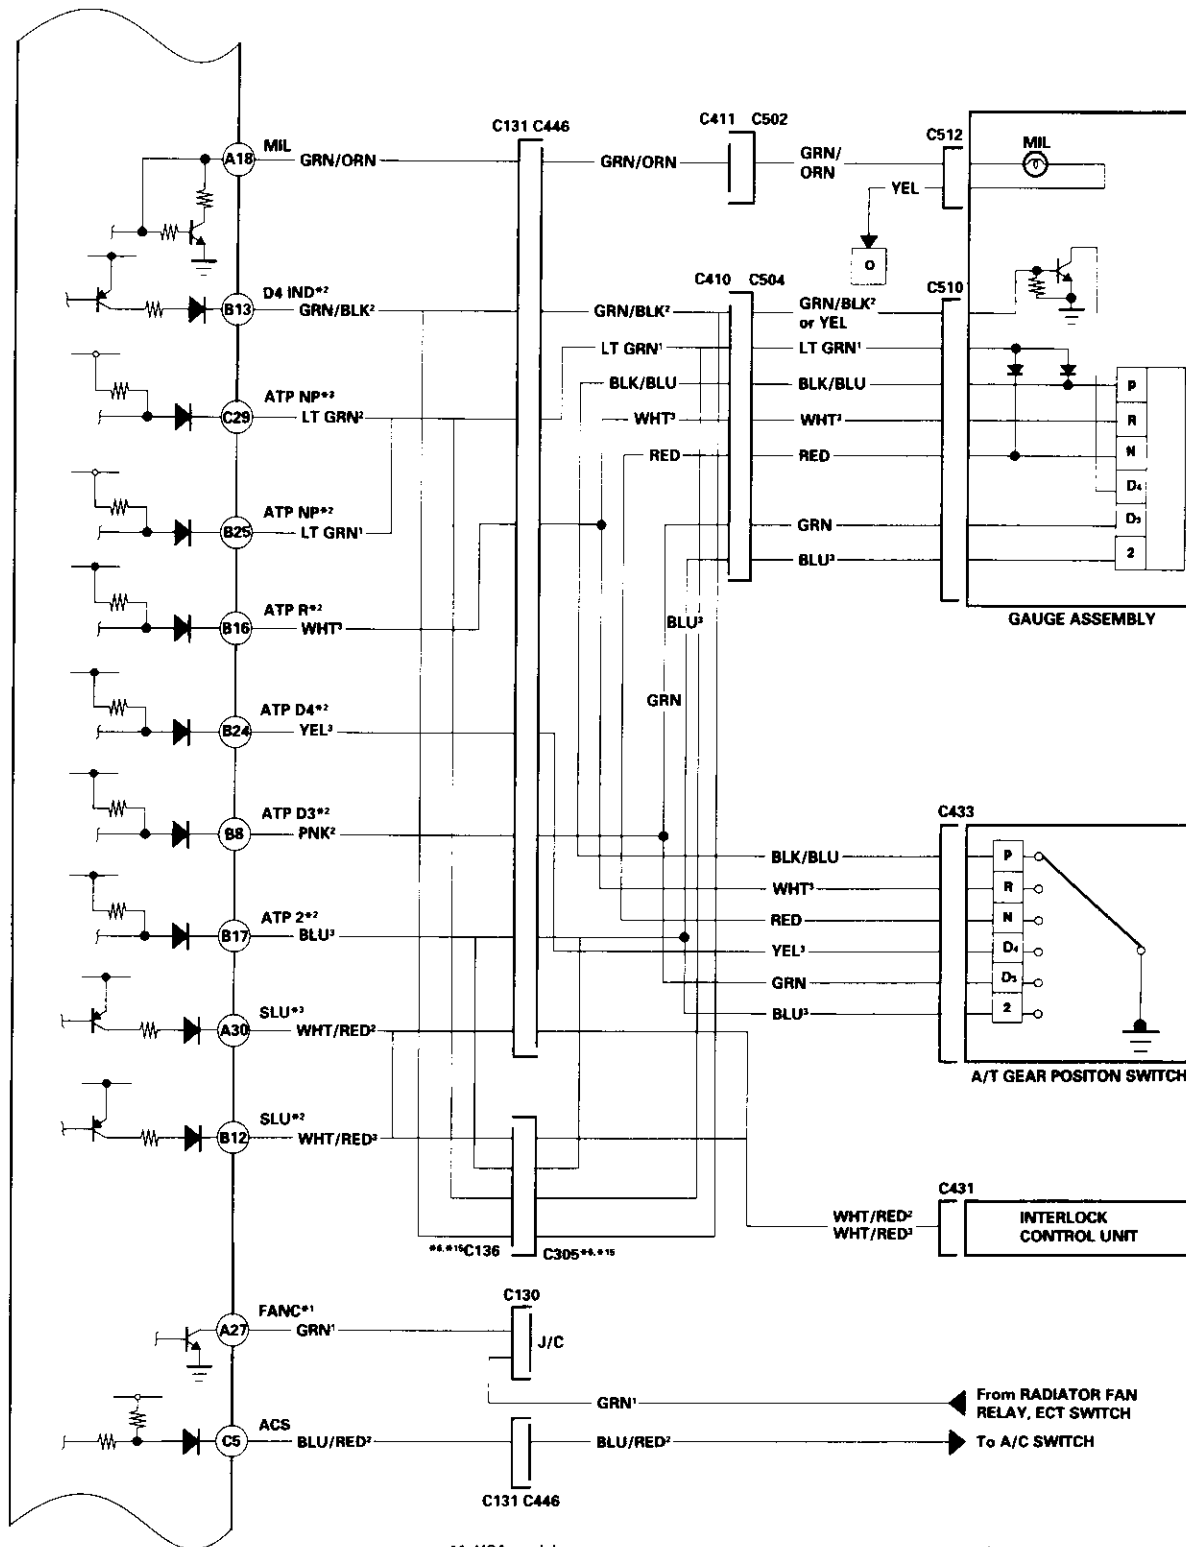 C131 C446
C411 C502
C512
A18
MIL
GRN/ORN
GRN/ORN
GRN/
ORN
MIL
YEL
O
B13
D4 IND*²
GRN/BLK²
GRN/BLK²
C410 C504
GRN/BLK²
or YEL
C510
LT GRN¹
LT GRN¹
BLK/BLU
BLK/BLU
P
C29
ATP NP*³
LT GRN²
WHT³
WHT³
R
RED
RED
N
D₄
B25
ATP NP*²
LT GRN¹
GRN
D₃
BLU³
2
B16
ATP R*²
WHT³
BLU³
GAUGE ASSEMBLY
B24
ATP D4*²
YEL³
GRN
B8
ATP D3*²
PNK²
C433
BLK/BLU
P
WHT³
R
B17
ATP 2*²
BLU³
RED
N
YEL³
D₄
GRN
D₃
BLU³
2
A30
SLU*³
WHT/RED²
A/T GEAR POSITON SWITCH
B12
SLU*²
WHT/RED³
C431
WHT/RED²
WHT/RED³
INTERLOCK
CONTROL UNIT
*⁶,*¹⁵C136
C305*⁶,*¹⁵
A27
FANC*¹
GRN¹
C130
J/C
GRN¹
From RADIATOR FAN
RELAY, ECT SWITCH
C5
ACS
BLU/RED²
BLU/RED²
To A/C SWITCH
C131 C446